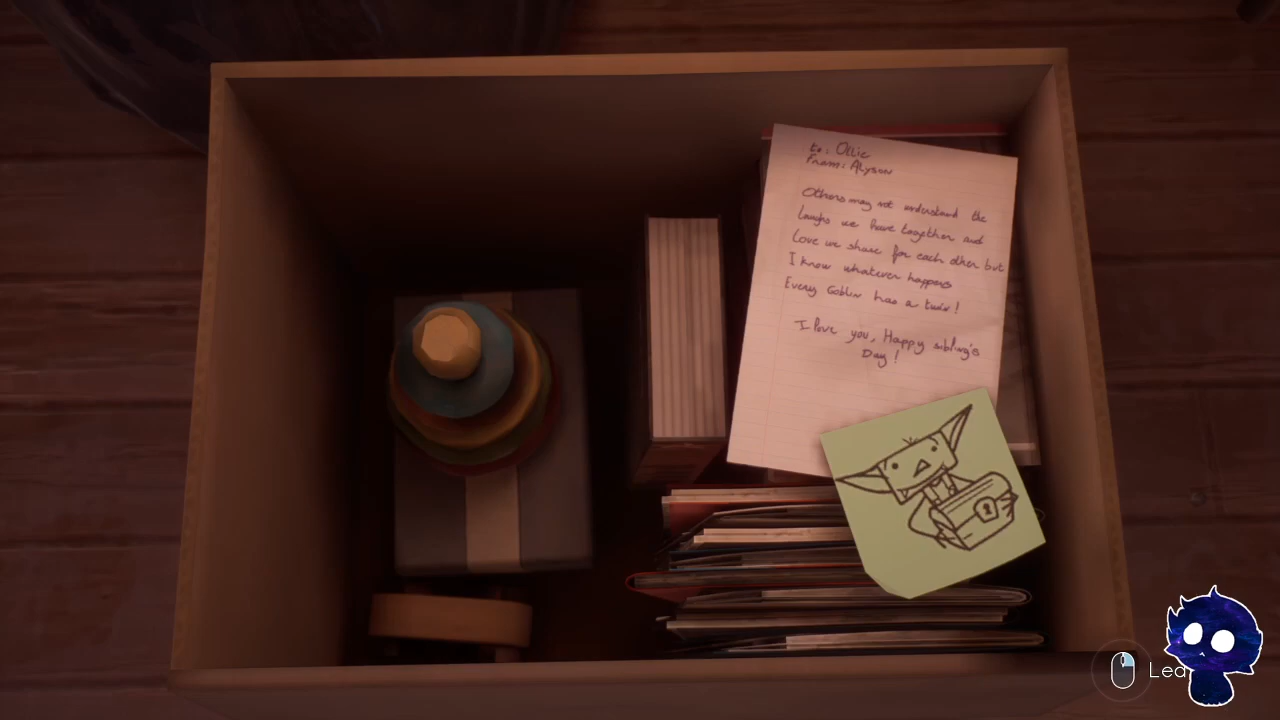 to: Ollie
From: Alyson
Others may not understand the
laughs we have together and
Love we share for each other but
I know whatever happens
Every Goblin has a twin!
I love you, Happy sibling's
Day!
Lea